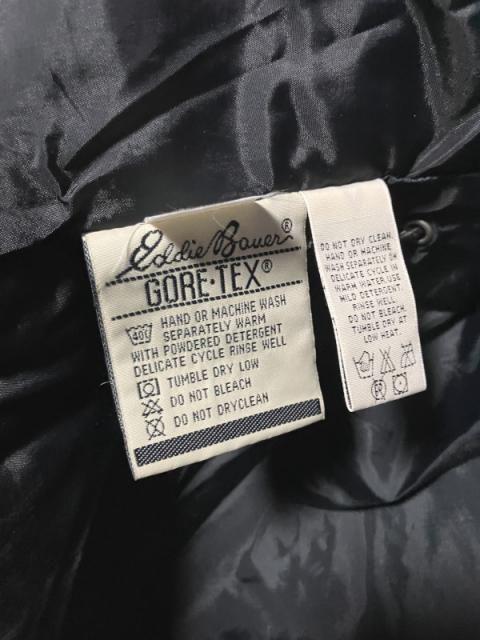 Eddie Bauer®
GORE-TEX®
40
HAND OR MACHINE WASH
SEPARATELY WARM
WITH POWDERED DETERGENT
DELICATE CYCLE RINSE WELL
TUMBLE DRY LOW
DO NOT BLEACH
DO NOT DRYCLEAN
DO NOT DRY CLEAN.
HAND OR MACHINE
WASH SEPARATELY ON
DELICATE CYCLE IN
WARM WATER. USE
MILD DETERGENT.
RINSE WELL.
DO NOT BLEACH.
TUMBLE DRY AT
LOW HEAT.